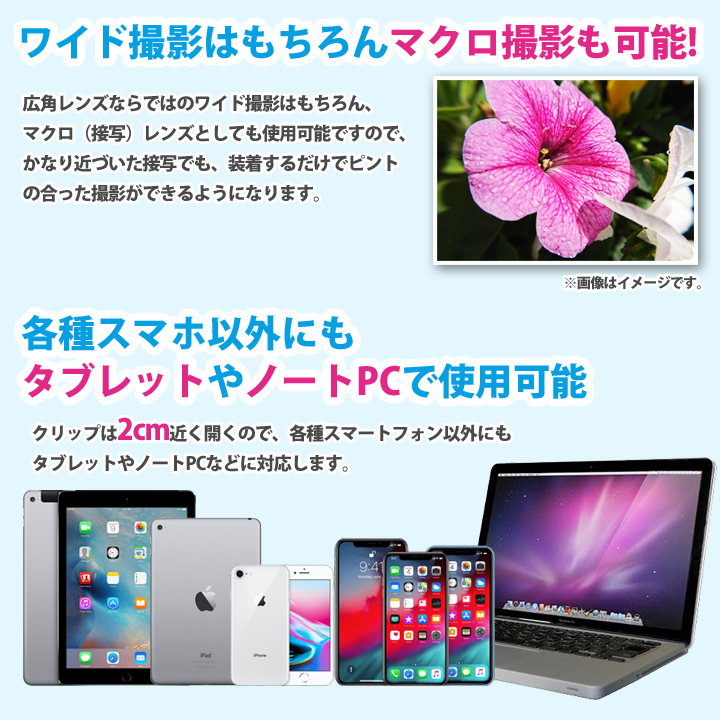 ワイド撮影はもちろんマクロ撮影も可能!
広角レンズならではのワイド撮影はもちろん、
マクロ（接写）レンズとしても使用可能ですので、
かなり近づいた接写でも、装着するだけでピント
の合った撮影ができるようになります。
※画像はイメージです。
各種スマホ以外にも
タブレットやノートPCで使用可能
クリップは2cm近く開くので、各種スマートフォン以外にも
タブレットやノートPCなどに対応します。
iPad
iPhone
1:09